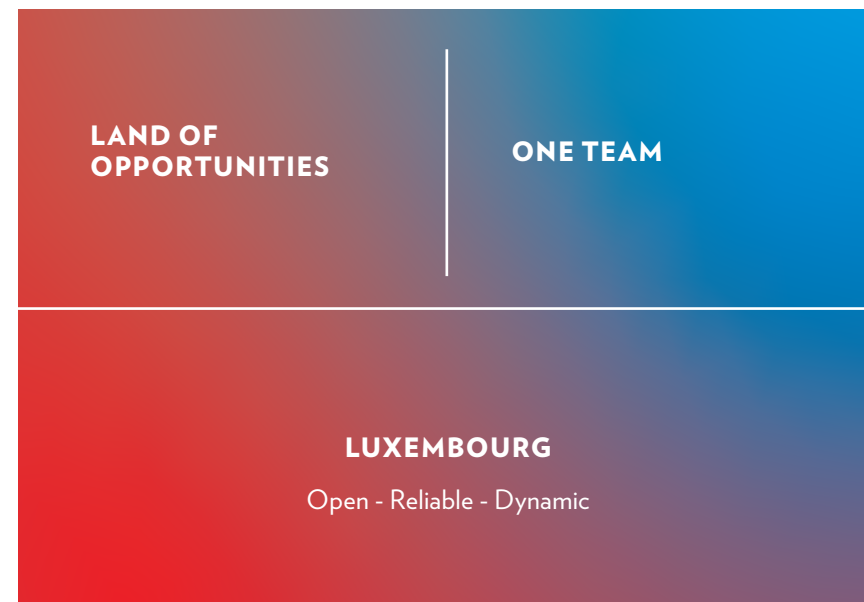 LAND OF
OPPORTUNITIES
ONE TEAM
LUXEMBOURG
Open - Reliable - Dynamic